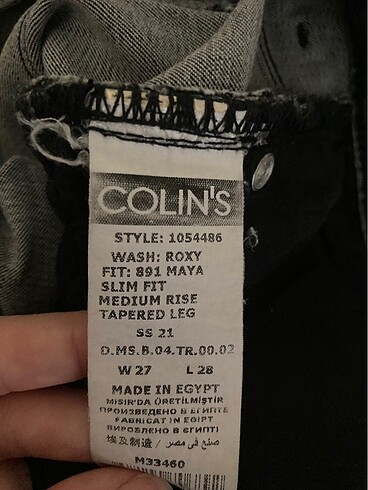 COLIN'S
STYLE: 1054486
WASH: ROXY
FIT: 891 MAYA
SLIM FIT
MEDIUM RISE
TAPERED LEG
SS 21
D.MS.B.04.TR.00.02
W 27 L 28
MADE IN EGYPT
MISIR'DA ÜRETİLMİŞTİR
ПРОИЗВЕДЕНО В ЕГИПТЕ
FABRICAT IN EGIPT
ВИРОБЛЕНО В ЄГИПТІ
埃及制造 / صنع في مصر
M33460